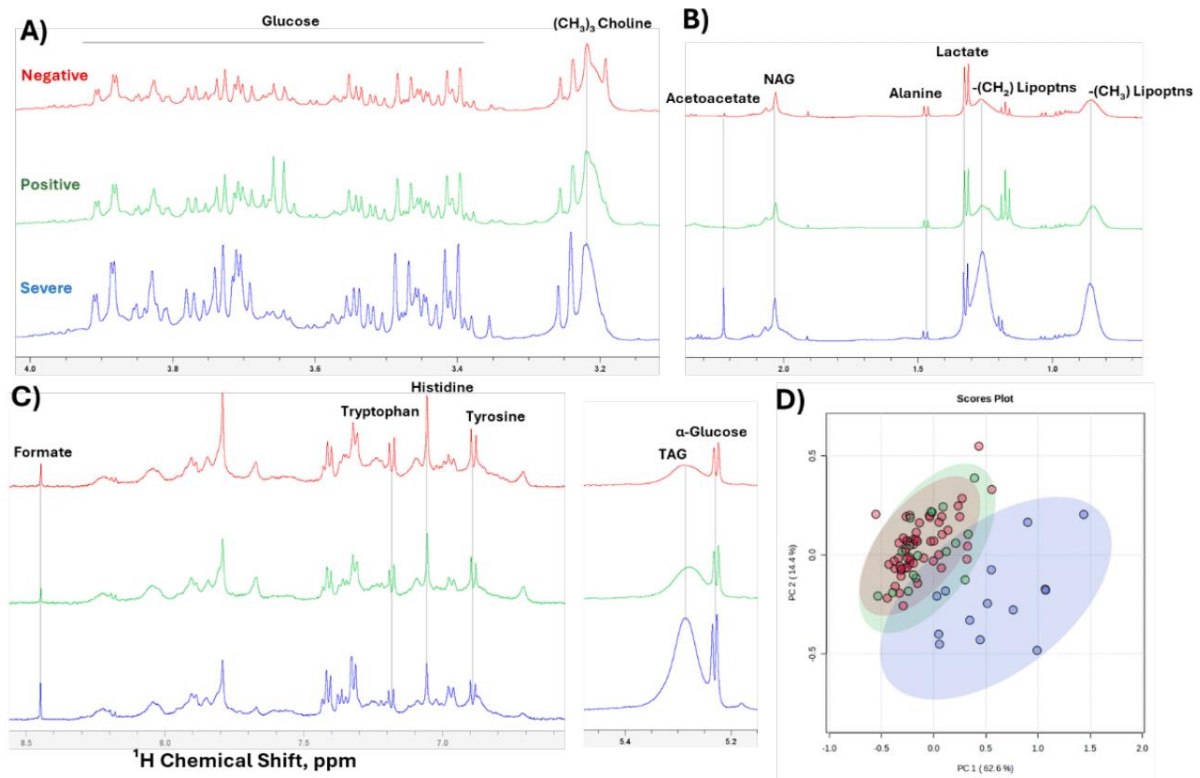 A)
Glucose
(CH₃)₃ Choline
Negative
Positive
Severe
4.0 3.8 3.6 3.4 3.2
B)
Lactate
NAG
Acetoacetate
Alanine
-(CH₂) Lipoptns
-(CH₃) Lipoptns
2.0 1.5 1.0
C)
Histidine
Tryptophan
Tyrosine
Formate
8.5 8.0 7.5 7.0
¹H Chemical Shift, ppm
α-Glucose
TAG
5.4 5.2
D)
Scores Plot
PC 2 ( 14.4 %)
0.5
0.0
-0.5
-1.0 -0.5 0.0 0.5 1.0 1.5 2.0
PC 1 ( 62.6 %)